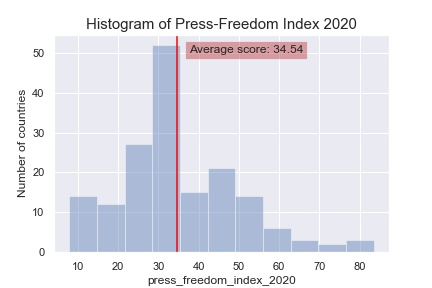 Histogram of Press-Freedom Index 2020
Average score: 34.54
Number of countries
50
40
30
20
10
0
10 20 30 40 50 60 70 80
press_freedom_index_2020